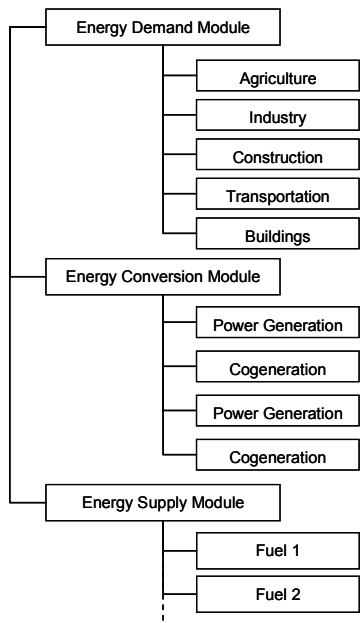 Energy Demand Module
Agriculture
Industry
Construction
Transportation
Buildings
Energy Conversion Module
Power Generation
Cogeneration
Power Generation
Cogeneration
Energy Supply Module
Fuel 1
Fuel 2